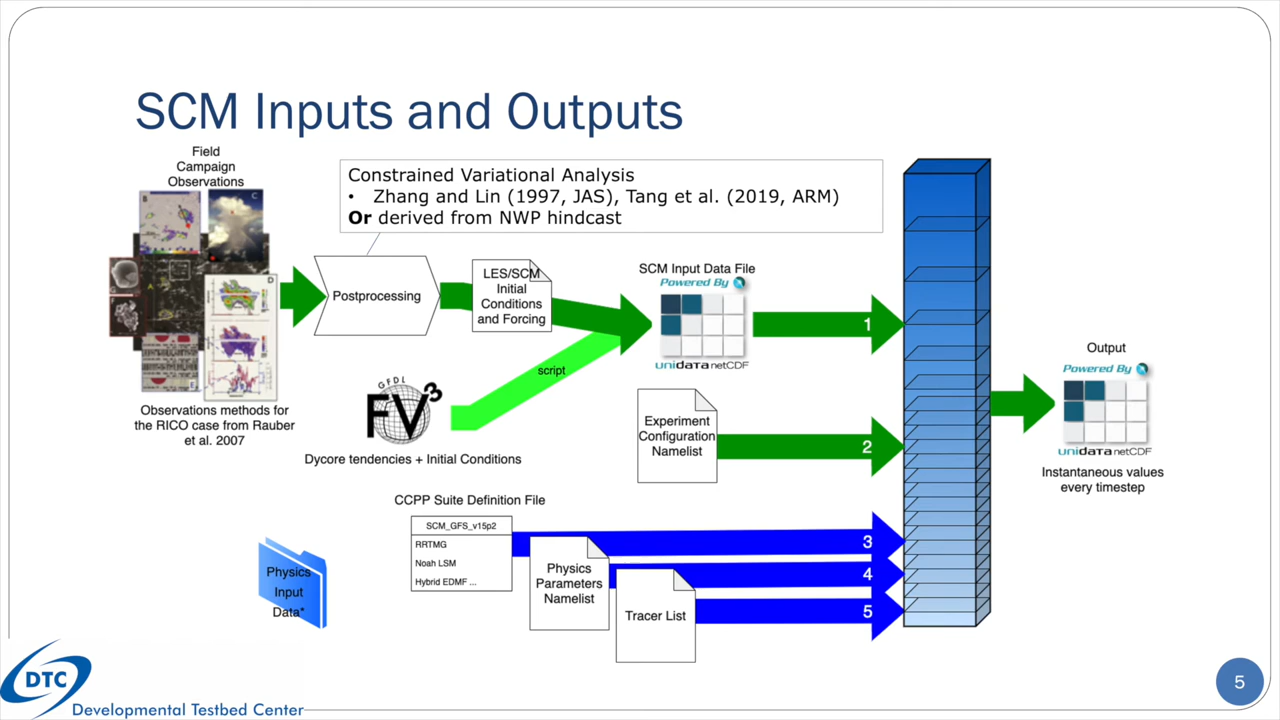 SCM Inputs and Outputs
Field
Campaign
Observations
B
C
A
D
E
Observations methods for
the RICO case from Rauber
et al. 2007
Constrained Variational Analysis
• Zhang and Lin (1997, JAS), Tang et al. (2019, ARM)
Or derived from NWP hindcast
Postprocessing
LES/SCM
Initial
Conditions
and Forcing
script
GFDL
FV3
Dycore tendencies + Initial Conditions
SCM Input Data File
Powered By
unidata netCDF
1
Experiment
Configuration
Namelist
2
CCPP Suite Definition File
SCM_GFS_v15p2
RRTMG
Noah LSM
Hybrid EDMF ...
3
Physics
Parameters
Namelist
4
Tracer List
5
Physics
Input
Data*
Output
Powered By
unidata netCDF
Instantaneous values
every timestep
DTC
Developmental Testbed Center
5